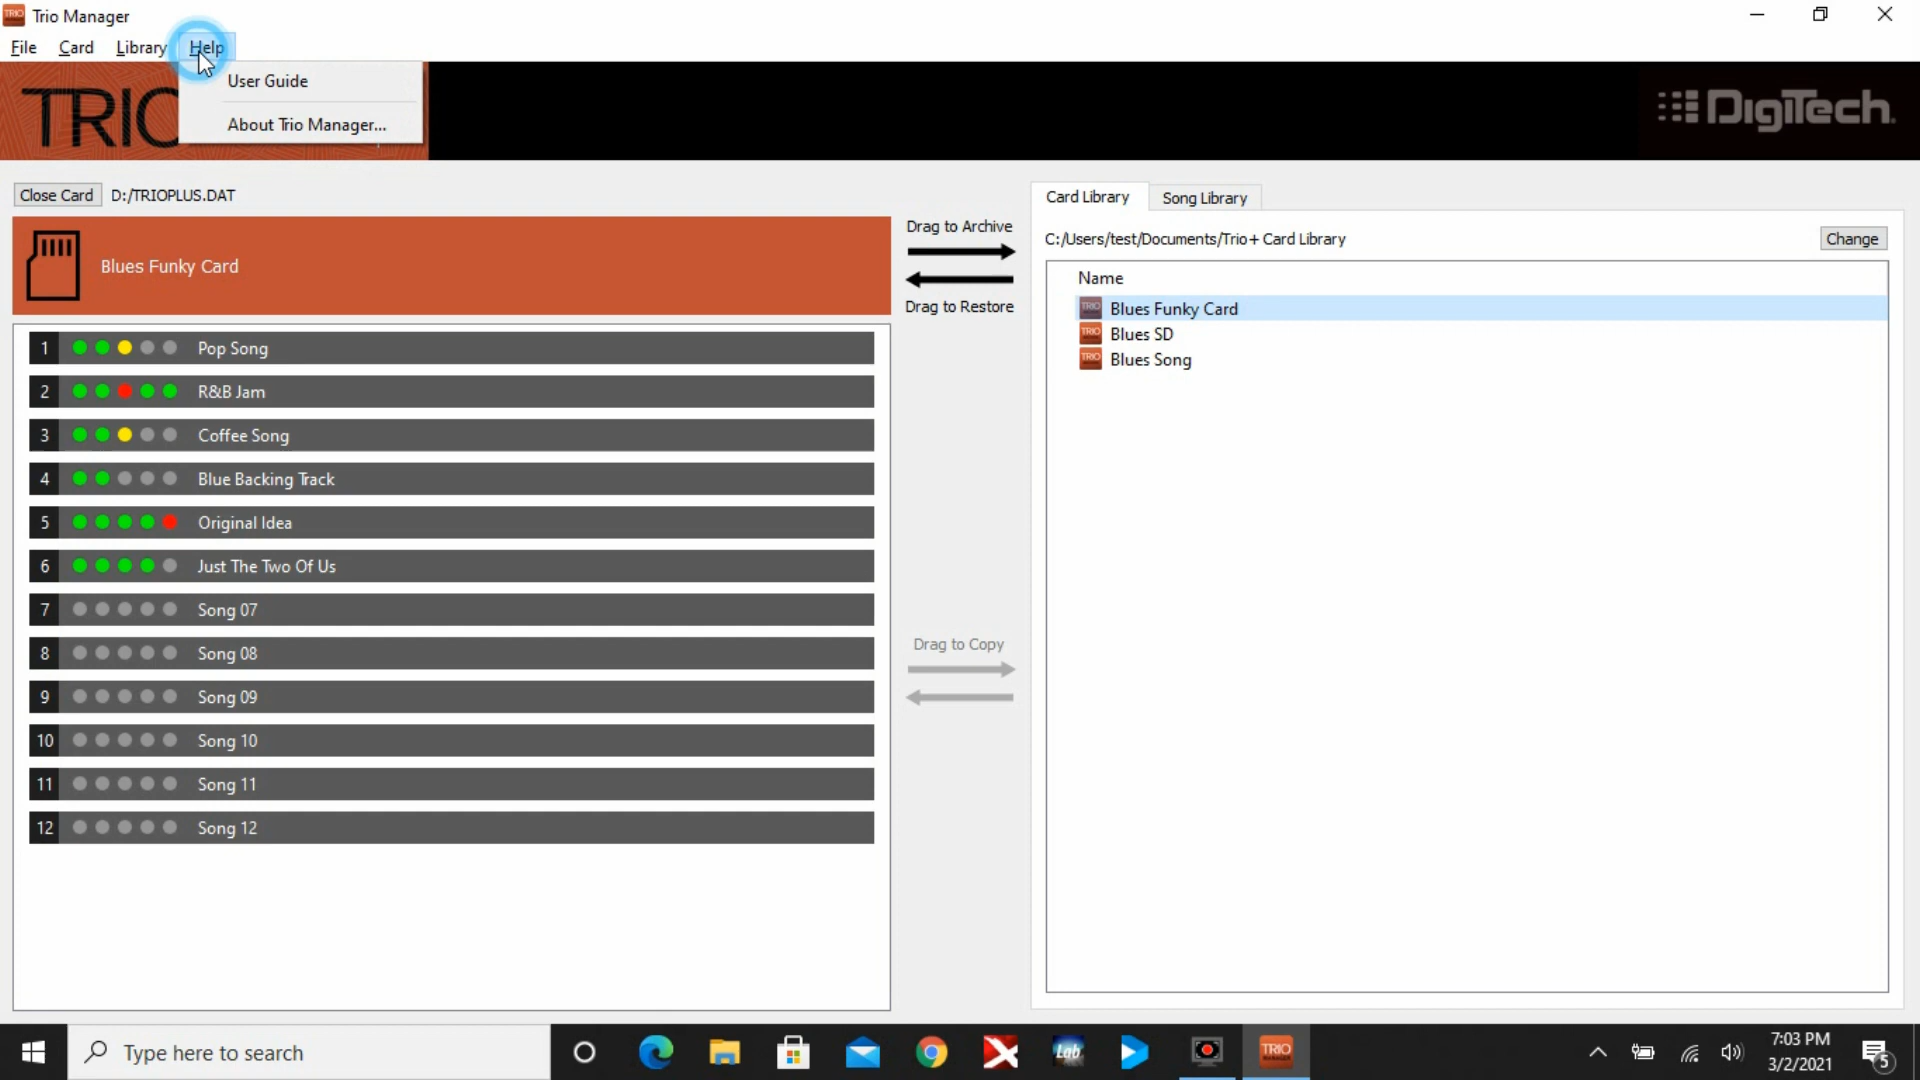 Trio Manager
File Card Library Help
User Guide
About Trio Manager...
TRIO
DigiTech.
Close Card D:/TRIOPLUS.DAT
Blues Funky Card
1 Pop Song
2 R&B Jam
3 Coffee Song
4 Blue Backing Track
5 Original Idea
6 Just The Two Of Us
7 Song 07
8 Song 08
9 Song 09
10 Song 10
11 Song 11
12 Song 12
Drag to Archive
Drag to Restore
Drag to Copy
Card Library Song Library
C:/Users/test/Documents/Trio+ Card Library Change
Name
Blues Funky Card
Blues SD
Blues Song
Type here to search
Lab
TRIO
7:03 PM
3/2/2021
5